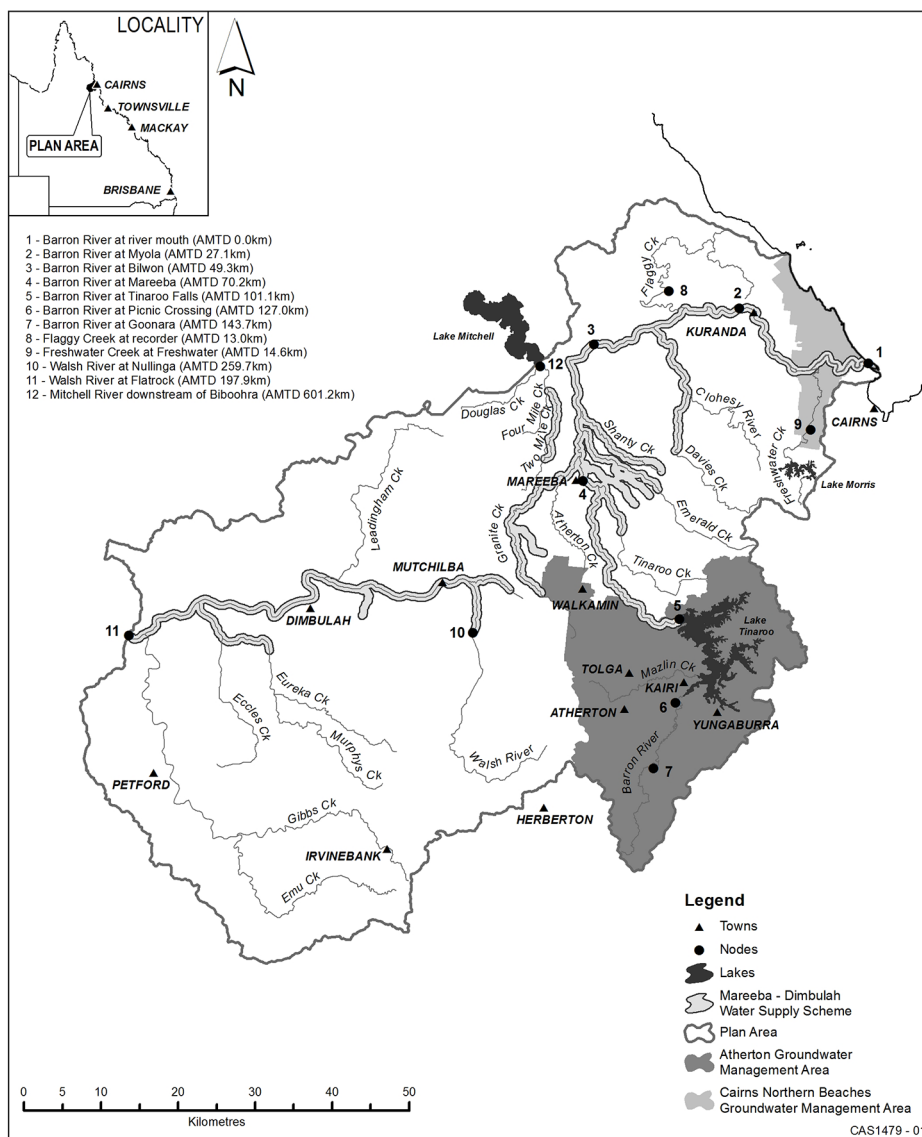 LOCALITY
CAIRNS
TOWNSVILLE
MACKAY
PLAN AREA
BRISBANE
N
1 - Barron River at river mouth (AMTD 0.0km)
2 - Barron River at Myola (AMTD 27.1km)
3 - Barron River at Bilwon (AMTD 49.3km)
4 - Barron River at Mareeba (AMTD 70.2km)
5 - Barron River at Tinaroo Falls (AMTD 101.1km)
6 - Barron River at Picnic Crossing (AMTD 127.0km)
7 - Barron River at Goonara (AMTD 143.7km)
8 - Flaggy Creek at recorder (AMTD 13.0km)
9 - Freshwater Creek at Freshwater (AMTD 14.6km)
10 - Walsh River at Nullinga (AMTD 259.7km)
11 - Walsh River at Flatrock (AMTD 197.9km)
12 - Mitchell River downstream of Biboohra (AMTD 601.2km)
Flaggy Ck
8
2
KURANDA
Lake Mitchell
3
12
1
CAIRNS
Douglas Ck
Four Mile Ck
Two Mile Ck
Shanty Ck
Clohesy River
Davies Ck
9
Freshwater Ck
Lake Morris
Leadingham Ck
MAREEBA
4
Granite Ck
Atherton Ck
Emerald Ck
Tinaroo Ck
MUTCHILBA
WALKAMIN
DIMBULAH
11
10
5
Lake
Tinaroo
TOLGA
Mazlin Ck
KAIRI
6
ATHERTON
YUNGABURRA
Eureka Ck
Eccles Ck
Murphys
Ck
Walsh River
Barron River
7
PETFORD
Gibbs Ck
HERBERTON
IRVINEBANK
Emu Ck
Legend
Towns
Nodes
Lakes
Mareeba - Dimbulah
Water Supply Scheme
Plan Area
Atherton Groundwater
Management Area
Cairns Northern Beaches
Groundwater Management Area
0 5 10 20 30 40 50
Kilometres
CAS1479 - 01